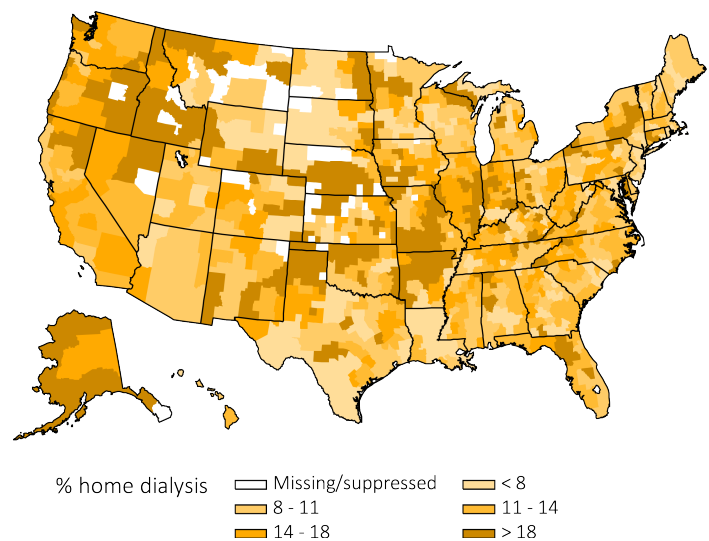 % home dialysis
Missing/suppressed
< 8
8 - 11
11 - 14
14 - 18
> 18